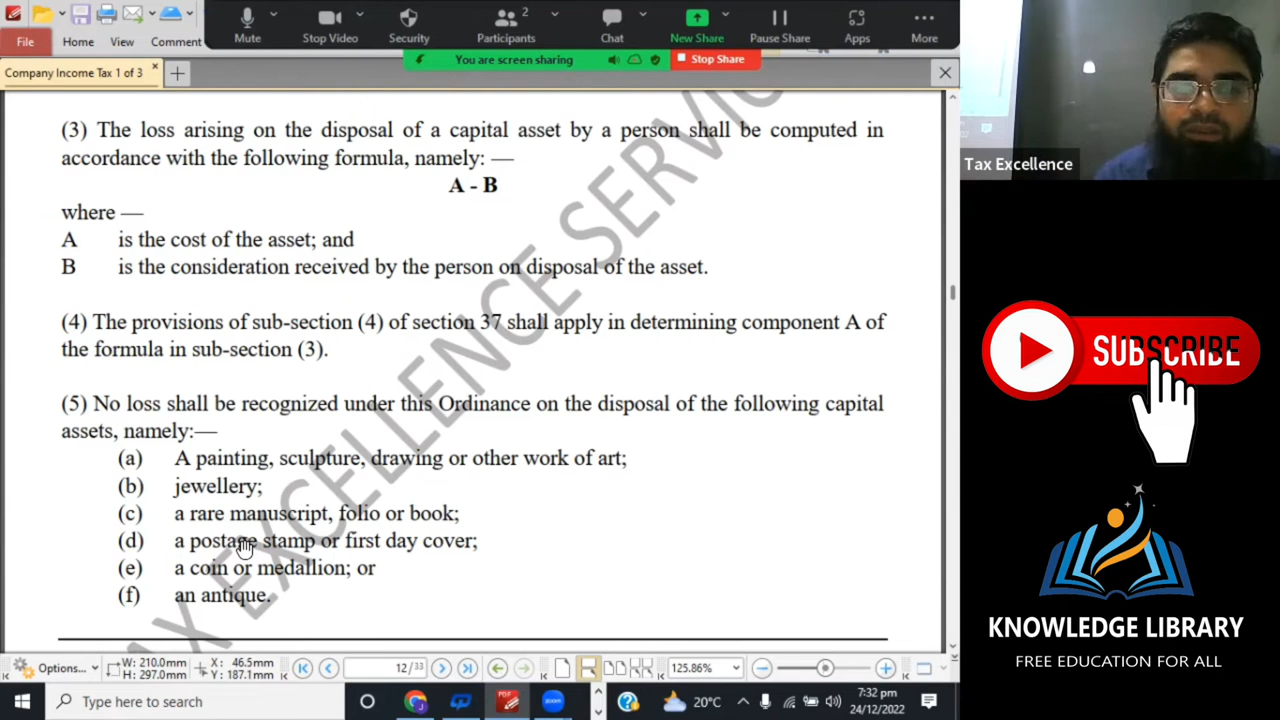 Mute
Stop Video
Security
2
Participants
Chat
New Share
Pause Share
Apps
More
File
Home
View
Comment
You are screen sharing
Stop Share
Company Income Tax 1 of 3
Tax Excellence
(3) The loss arising on the disposal of a capital asset by a person shall be computed in
accordance with the following formula, namely: —
A - B
where —
A is the cost of the asset; and
B is the consideration received by the person on disposal of the asset.
(4) The provisions of sub-section (4) of section 37 shall apply in determining component A of
the formula in sub-section (3).
(5) No loss shall be recognized under this Ordinance on the disposal of the following capital
assets, namely:—
(a) A painting, sculpture, drawing or other work of art;
(b) jewellery;
(c) a rare manuscript, folio or book;
(d) a postage stamp or first day cover;
(e) a coin or medallion; or
(f) an antique.
TAX EXCELLENCE SERVIC
SUBSCRIBE
KNOWLEDGE LIBRARY
FREE EDUCATION FOR ALL
Options...
W: 210.0mm
H: 297.0mm
X: 46.5mm
Y: 187.1mm
12 / 33
125.86%
Type here to search
20°C
7:32 pm
24/12/2022